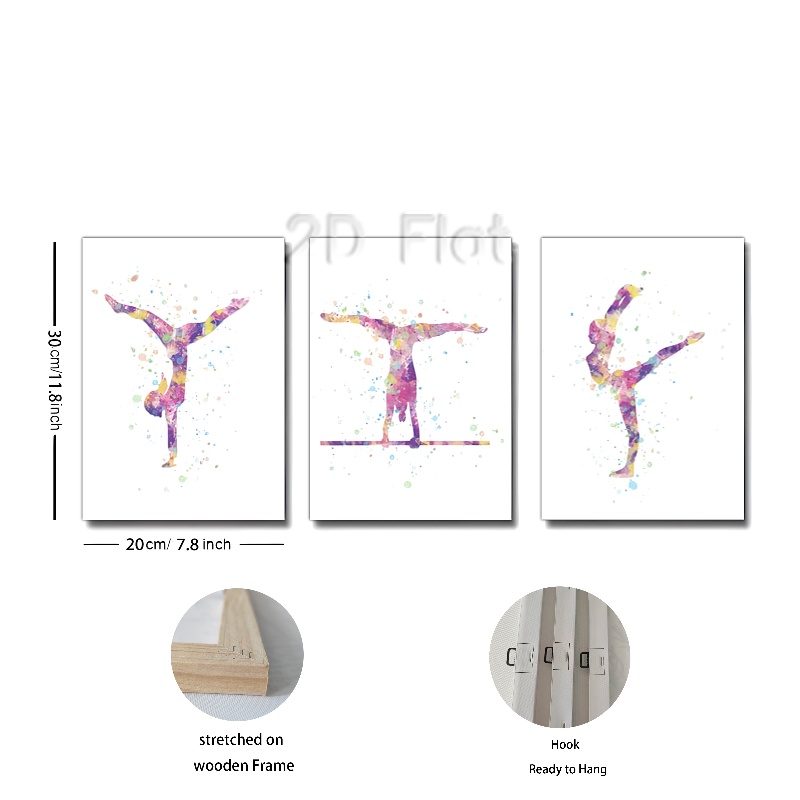 2D Flat
30cm/11.8inch
20cm/ 7.8 inch
stretched on
wooden Frame
Hook
Ready to Hang